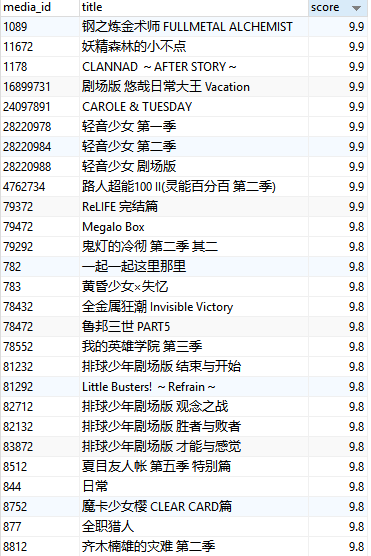 media_id title score
1089 钢之炼金术师 FULLMETAL ALCHEMIST 9.9
11672 妖精森林的小不点 9.9
1178 CLANNAD ～AFTER STORY～ 9.9
16899731 剧场版 悠哉日常大王 Vacation 9.9
24097891 CAROLE & TUESDAY 9.9
28220978 轻音少女 第一季 9.9
28220984 轻音少女 第二季 9.9
28220988 轻音少女 剧场版 9.9
4762734 路人超能100 II(灵能百分百 第二季) 9.9
79372 ReLIFE 完结篇 9.9
79472 Megalo Box 9.8
79292 鬼灯的冷彻 第二季 其二 9.8
782 一起一起这里那里 9.8
783 黄昏少女×失忆 9.8
78432 全金属狂潮 Invisible Victory 9.8
78472 鲁邦三世 PART5 9.8
78552 我的英雄学院 第三季 9.8
81232 排球少年剧场版 结束与开始 9.8
81292 Little Busters! ～Refrain～ 9.8
82712 排球少年剧场版 观念之战 9.8
82132 排球少年剧场版 胜者与败者 9.8
83872 排球少年剧场版 才能与感觉 9.8
8512 夏目友人帐 第五季 特别篇 9.8
844 日常 9.8
8752 魔卡少女樱 CLEAR CARD篇 9.8
877 全职猎人 9.8
8812 齐木楠雄的灾难 第二季 9.8